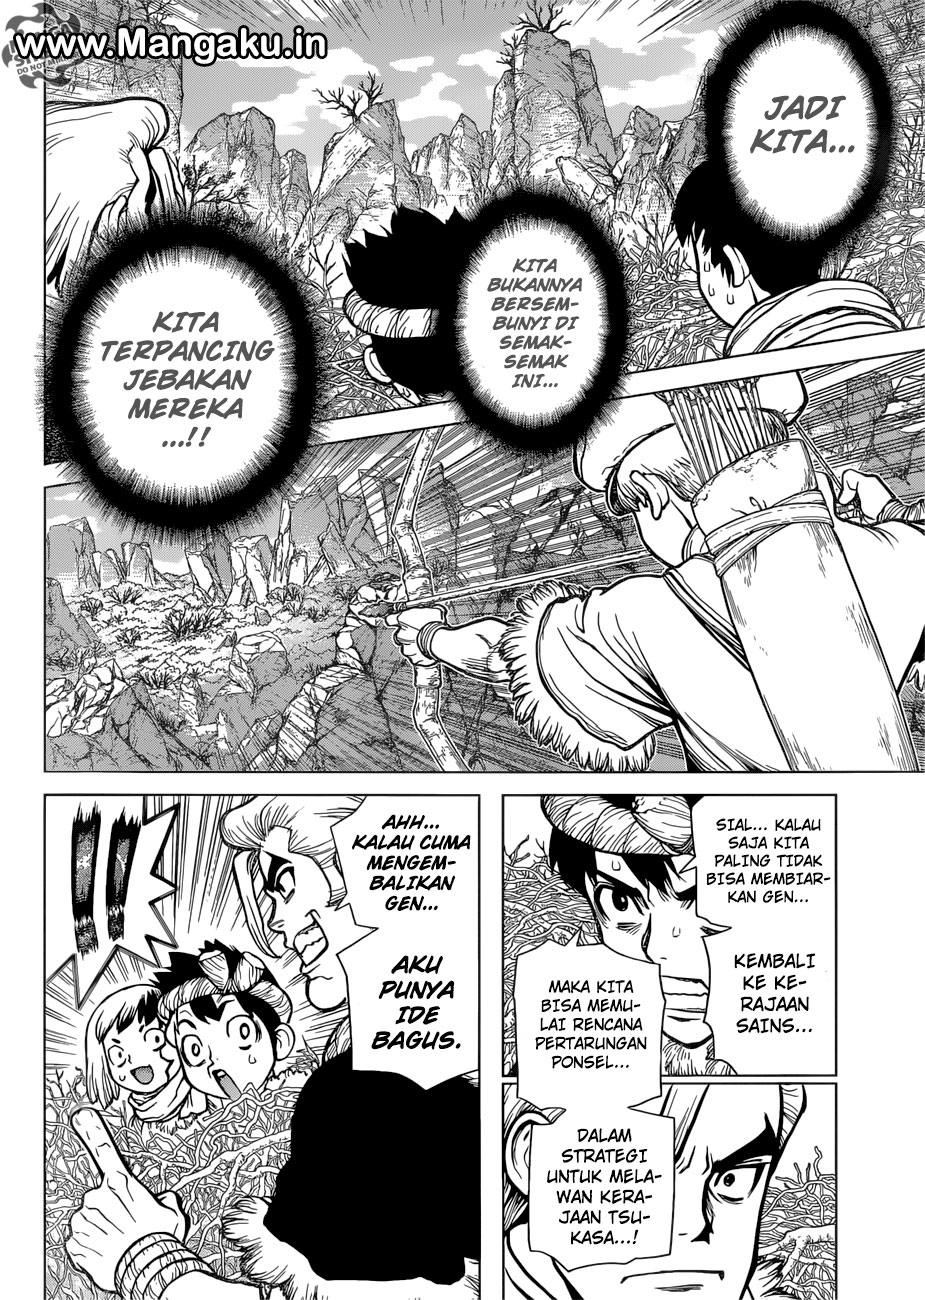 www.Mangaku.in
JADI
KITA...
KITA
BUKANNYA
BERSEM-
BUNYI DI
SEMAK-
SEMAK
INI...
KITA
TERPANCING
JEBAKAN
MEREKA
...!!
SIAL... KALAU
SAJA KITA
PALING TIDAK
BISA MEMBIAR-
KAN GEN...
KEMBALI
KE KE-
RAJAAN
SAINS...
MAKA KITA
BISA MEMU-
LAI RENCANA
PERTARUNGAN
PONSEL...
DALAM
STRATEGI
UNTUK MELA-
WAN KERA-
JAAN TSU-
KASA...!
AHH...
KALAU CUMA
MENGEM-
BALIKAN
GEN...
AKU
PUNYA
IDE
BAGUS.
!!